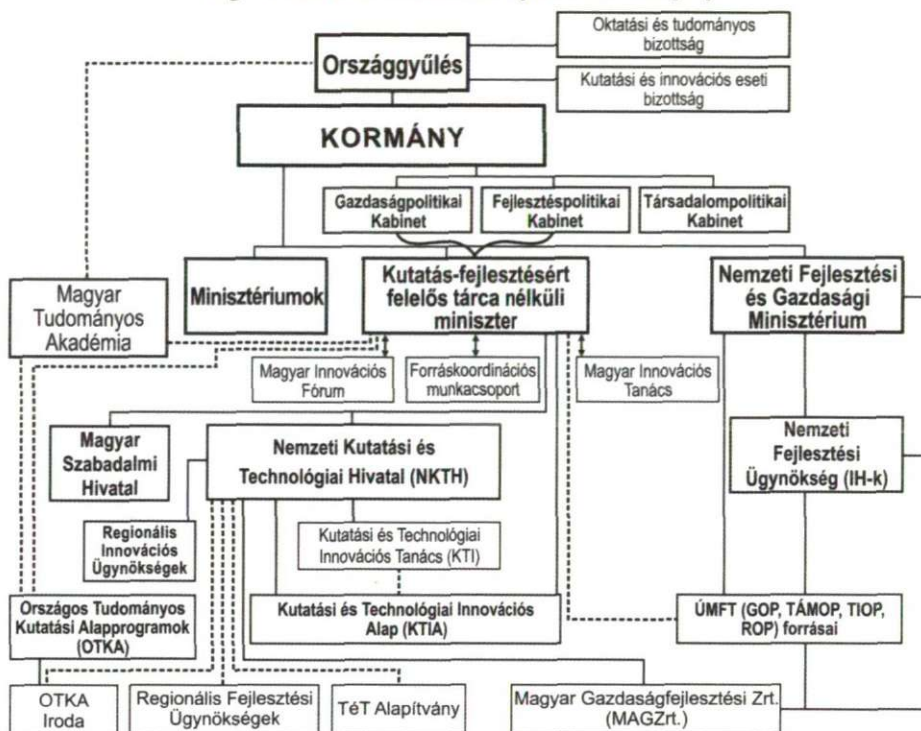 Oktatási és tudományos
bizottság
Országgyűlés
Kutatási és innovációs eseti
bizottság
KORMÁNY
Gazdaságpolitikai
Kabinet
Fejlesztéspolitikai
Kabinet
Társadalompolitikai
Kabinet
Magyar
Tudományos
Akadémia
Minisztériumok
Kutatás-fejlesztésért
felelős tárca nélküli
miniszter
Nemzeti Fejlesztési
és Gazdasági
Minisztérium
Magyar Innovációs
Fórum
Forráskoordinációs
munkacsoport
Magyar Innovációs
Tanács
Magyar
Szabadalmi
Hivatal
Nemzeti Kutatási és
Technológiai Hivatal (NKTH)
Nemzeti
Fejlesztési
Ügynökség (IH-k)
Regionális
Innovációs
Ügynökségek
Kutatási és Technológiai
Innovációs Tanács (KTI)
Országos Tudományos
Kutatási Alapprogramok
(OTKA)
Kutatási és Technológiai Innovációs
Alap (KTIA)
ÚMFT (GOP, TÁMOP, TIOP,
ROP) forrásai
OTKA
Iroda
Regionális Fejlesztési
Ügynökségek
TéT Alapítvány
Magyar Gazdaságfejlesztési Zrt.
(MAGZrt.)